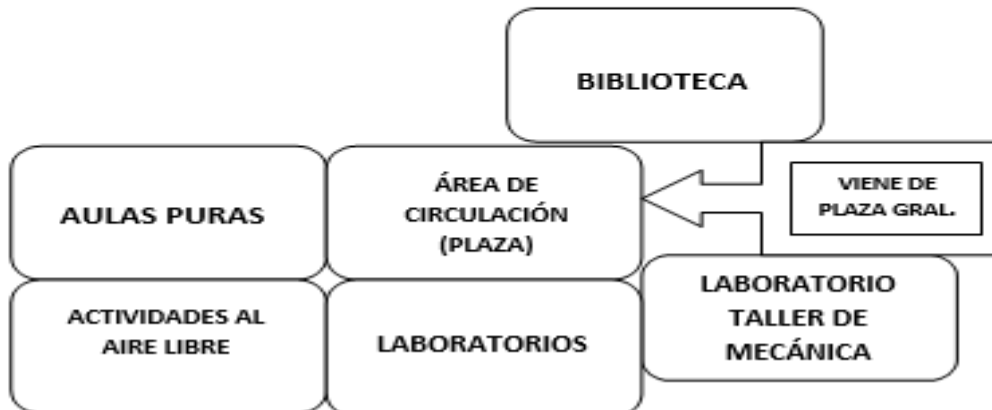 BIBLIOTECA
AULAS PURAS
ÁREA DE
CIRCULACIÓN
(PLAZA)
VIENE DE
PLAZA GRAL.
ACTIVIDADES AL
AIRE LIBRE
LABORATORIOS
LABORATORIO
TALLER DE
MECÁNICA